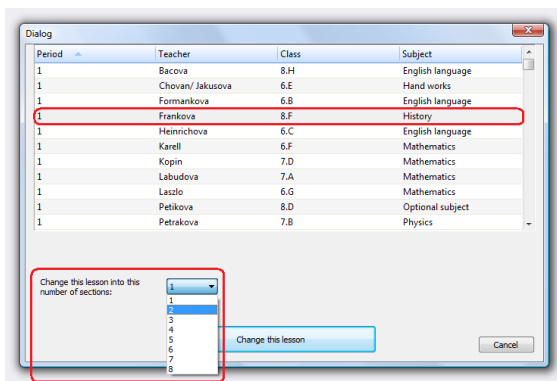 Dialog
Period Teacher Class Subject
1 Bacova 8.H English language
1 Chovan/ Jakusova 6.E Hand works
1 Formankova 6.B English language
1 Frankova 8.F History
1 Heinrichova 6.C English language
1 Karell 6.F Mathematics
1 Kopin 7.D Mathematics
1 Labudova 7.A Mathematics
1 Laszlo 6.G Mathematics
1 Petikova 8.D Optional subject
1 Petrakova 7.B Physics
Change this lesson into this
number of sections:
1
1
2
3
4
5
6
7
8
Change this lesson
Cancel